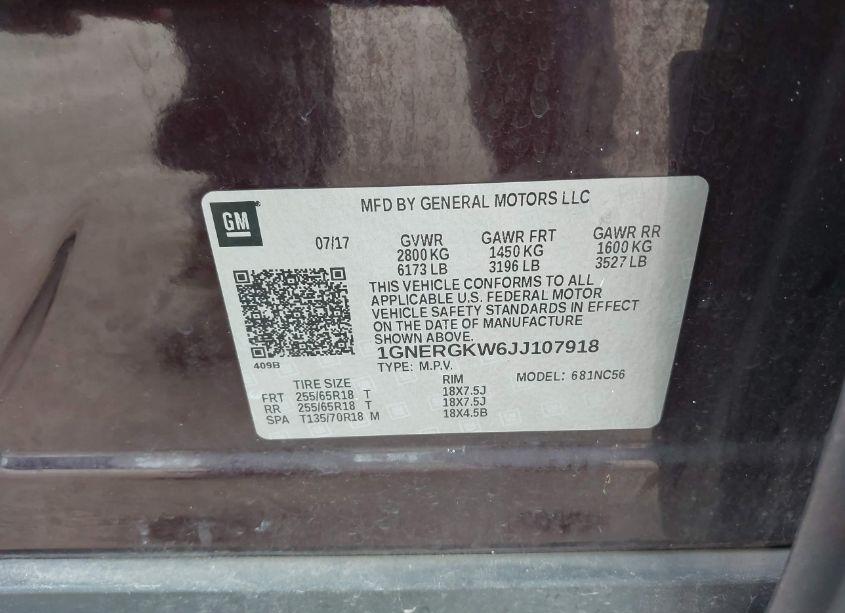 GM
MFD BY GENERAL MOTORS LLC
07/17 GVWR GAWR FRT GAWR RR
2800 KG 1450 KG 1600 KG
6173 LB 3196 LB 3527 LB
THIS VEHICLE CONFORMS TO ALL
APPLICABLE U.S. FEDERAL MOTOR
VEHICLE SAFETY STANDARDS IN EFFECT
ON THE DATE OF MANUFACTURE
SHOWN ABOVE.
1GNERGKW6JJ107918
409B
TYPE: M.P.V. MODEL: 681NC56
TIRE SIZE RIM
FRT 255/65R18 T 18X7.5J
RR 255/65R18 T 18X7.5J
SPA T135/70R18 M 18X4.5B